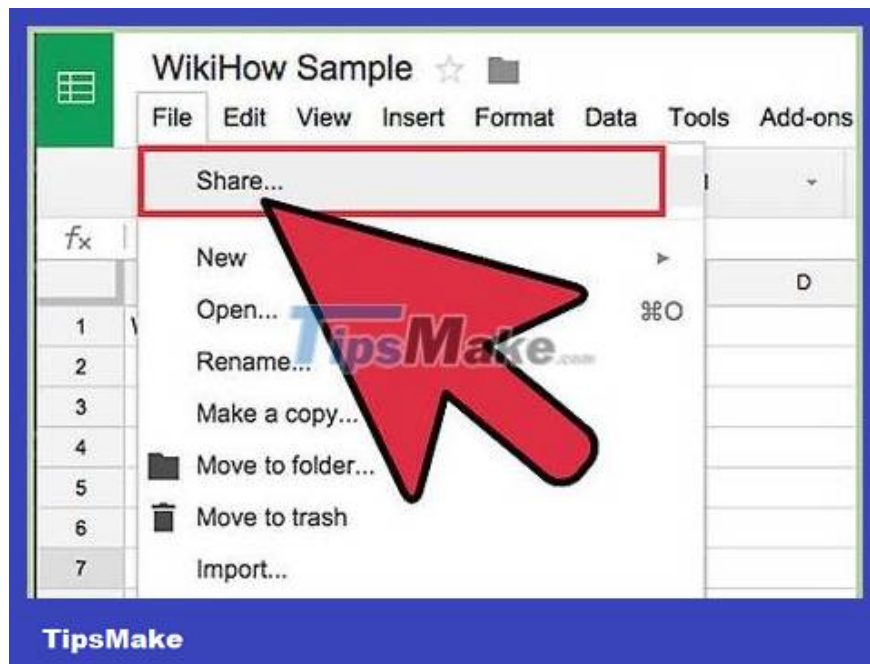 WikiHow Sample
File Edit View Insert Format Data Tools Add-ons
Share...
fx
New
D
Open... ⌘O
1
TipsMake.com
2 Rename...
3 Make a copy...
4
Move to folder...
5
6 Move to trash
7 Import...
TipsMake